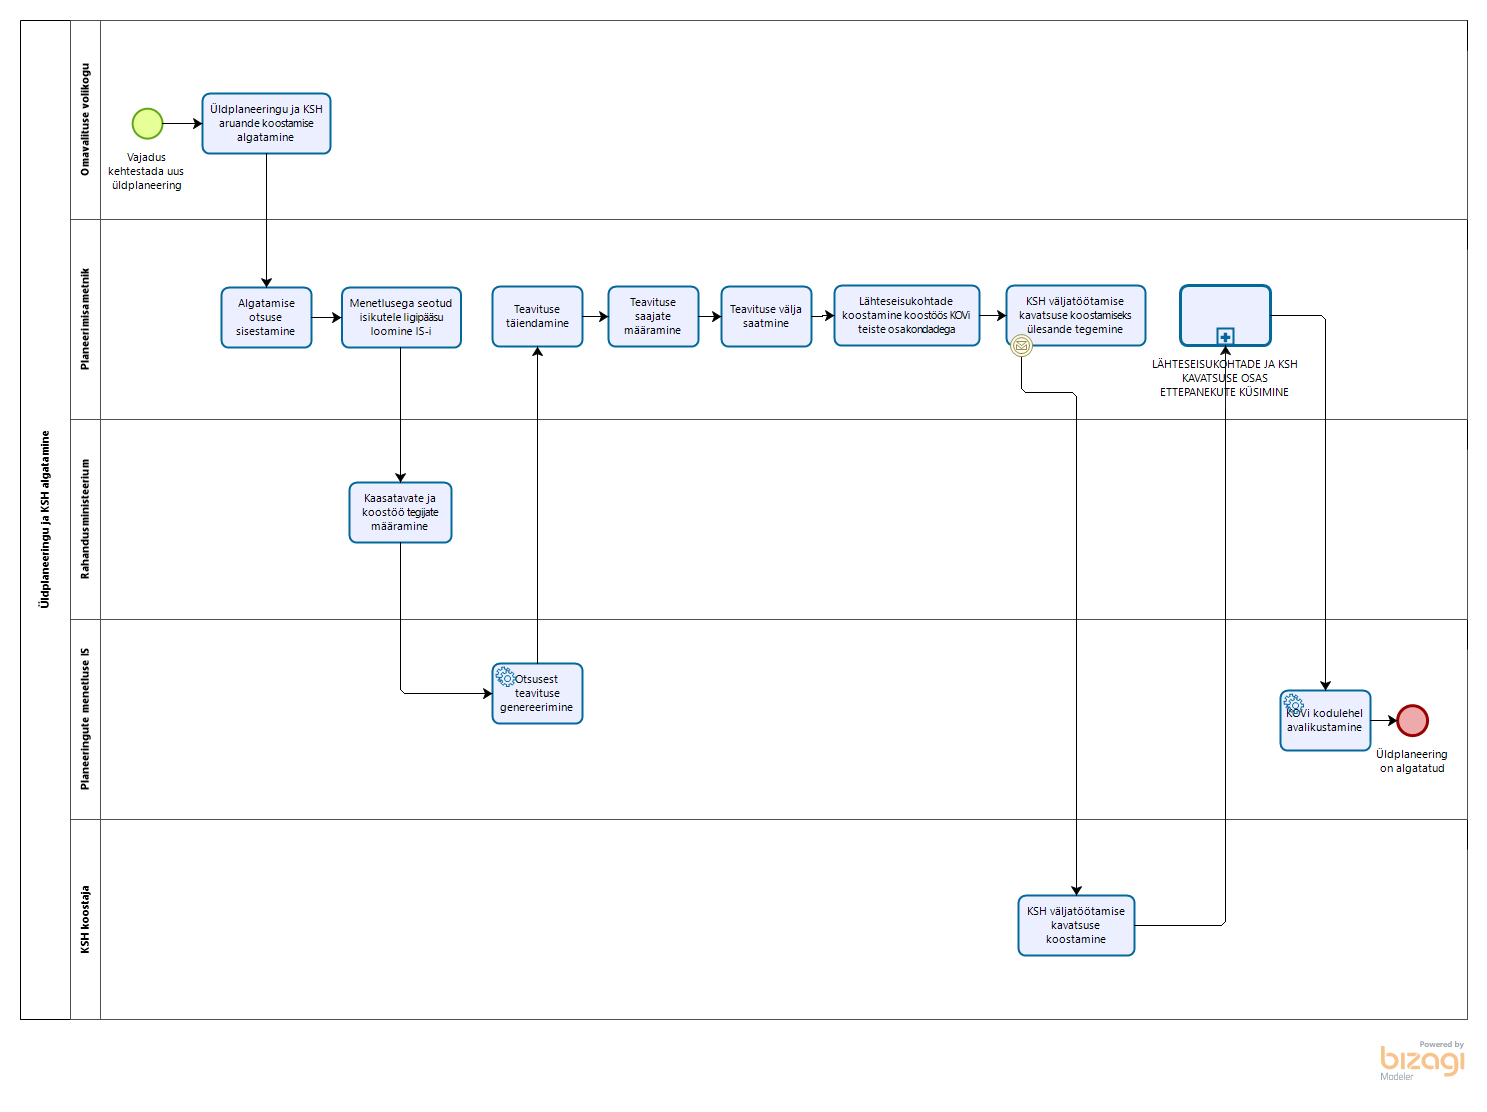 Üldplaneeringu ja KSH algatamine
Omavalituse volikogu
Vajadus
kehtestada uus
üldplaneering
Üldplaneeringu ja KSH
aruande koostamise
algatamine
Planeerimisametnik
Algatamise
otsuse
sisestamine
Menetlusega seotud
isikutele ligipääsu
loomine IS-i
Teavituse
täiendamine
Teavituse
saajate
määramine
Teavituse välja
saatmine
Lähteseisukohtade
koostamine koostöös KOVi
teiste osakondadega
KSH väljatöötamise
kavatsuse koostamiseks
ülesande tegemine
LÄHTESEISUKOHTADE JA KSH
KAVATSUSE OSAS
ETTEPANEKUTE KÜSIMINE
Rahandusministeerium
Kaasatavate ja
koostöö tegijate
määramine
Planeeringute menetluse IS
Otsusest
teavituse
genereerimine
KOVi kodulehel
avalikustamine
Üldplaneering
on algatatud
KSH koostaja
KSH väljatöötamise
kavatsuse
koostamine
Powered by
bizagi
Modeler